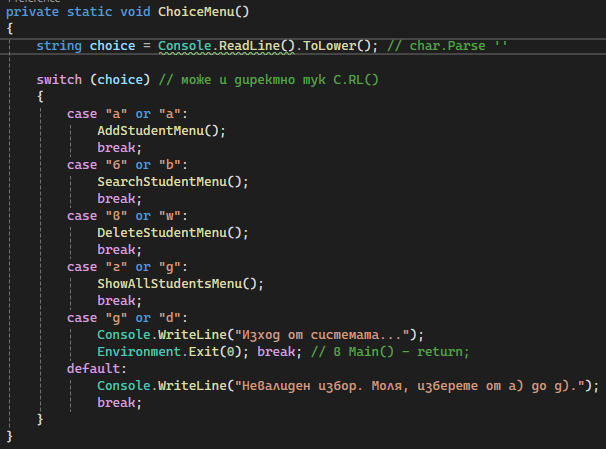 private static void ChoiceMenu()
{
string choice = Console.ReadLine().ToLower(); // char.Parse ''
switch (choice) // може и директно тук C.RL()
{
case "а" or "a":
AddStudentMenu();
break;
case "б" or "b":
SearchStudentMenu();
break;
case "в" or "w":
DeleteStudentMenu();
break;
case "г" or "g":
ShowAllStudentsMenu();
break;
case "д" or "d":
Console.WriteLine("Изход от системата...");
Environment.Exit(0); break; // в Main() - return;
default:
Console.WriteLine("Невалиден избор. Моля, изберете от а) до д).");
break;
}
}